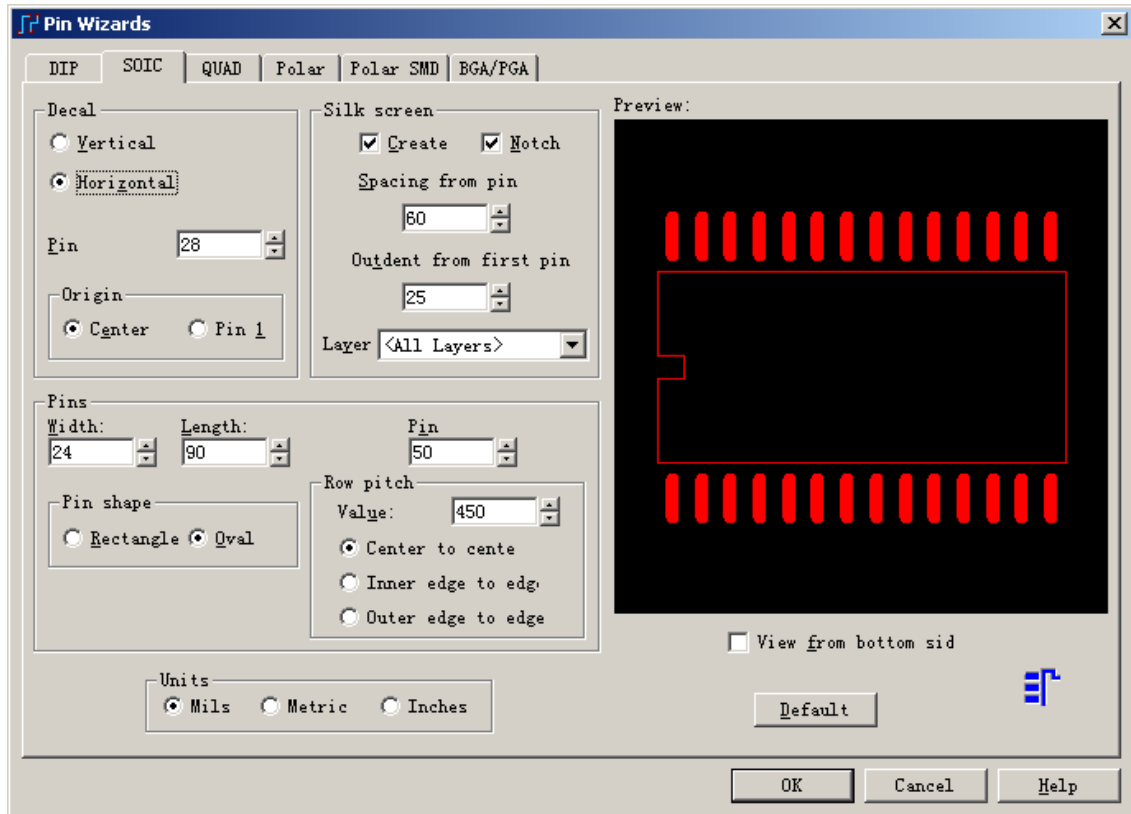 Pin Wizards
DIP SOIC QUAD Polar Polar SMD BGA/PGA
Decal
Vertical
Horizontal
Pin 28
Origin
Center Pin 1
Silk screen
Create Notch
Spacing from pin
60
Outdent from first pin
25
Layer <All Layers>
Pins
Width: Length: Pin
24 90 50
Pin shape
Rectangle Oval
Row pitch
Value: 450
Center to cente
Inner edge to edg
Outer edge to edge
Units
Mils Metric Inches
Preview:
View from bottom sid
Default
OK Cancel Help